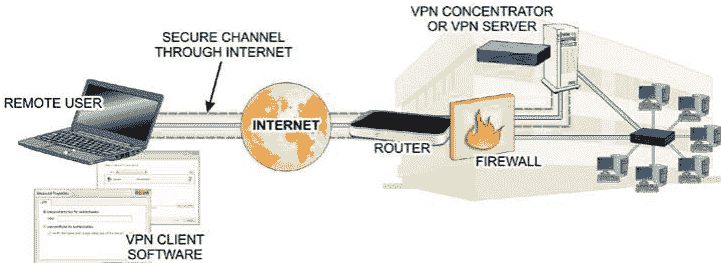 VPN CONCENTRATOR
OR VPN SERVER
SECURE CHANNEL
THROUGH INTERNET
REMOTE USER
INTERNET
ROUTER
FIREWALL
VPN CLIENT
SOFTWARE